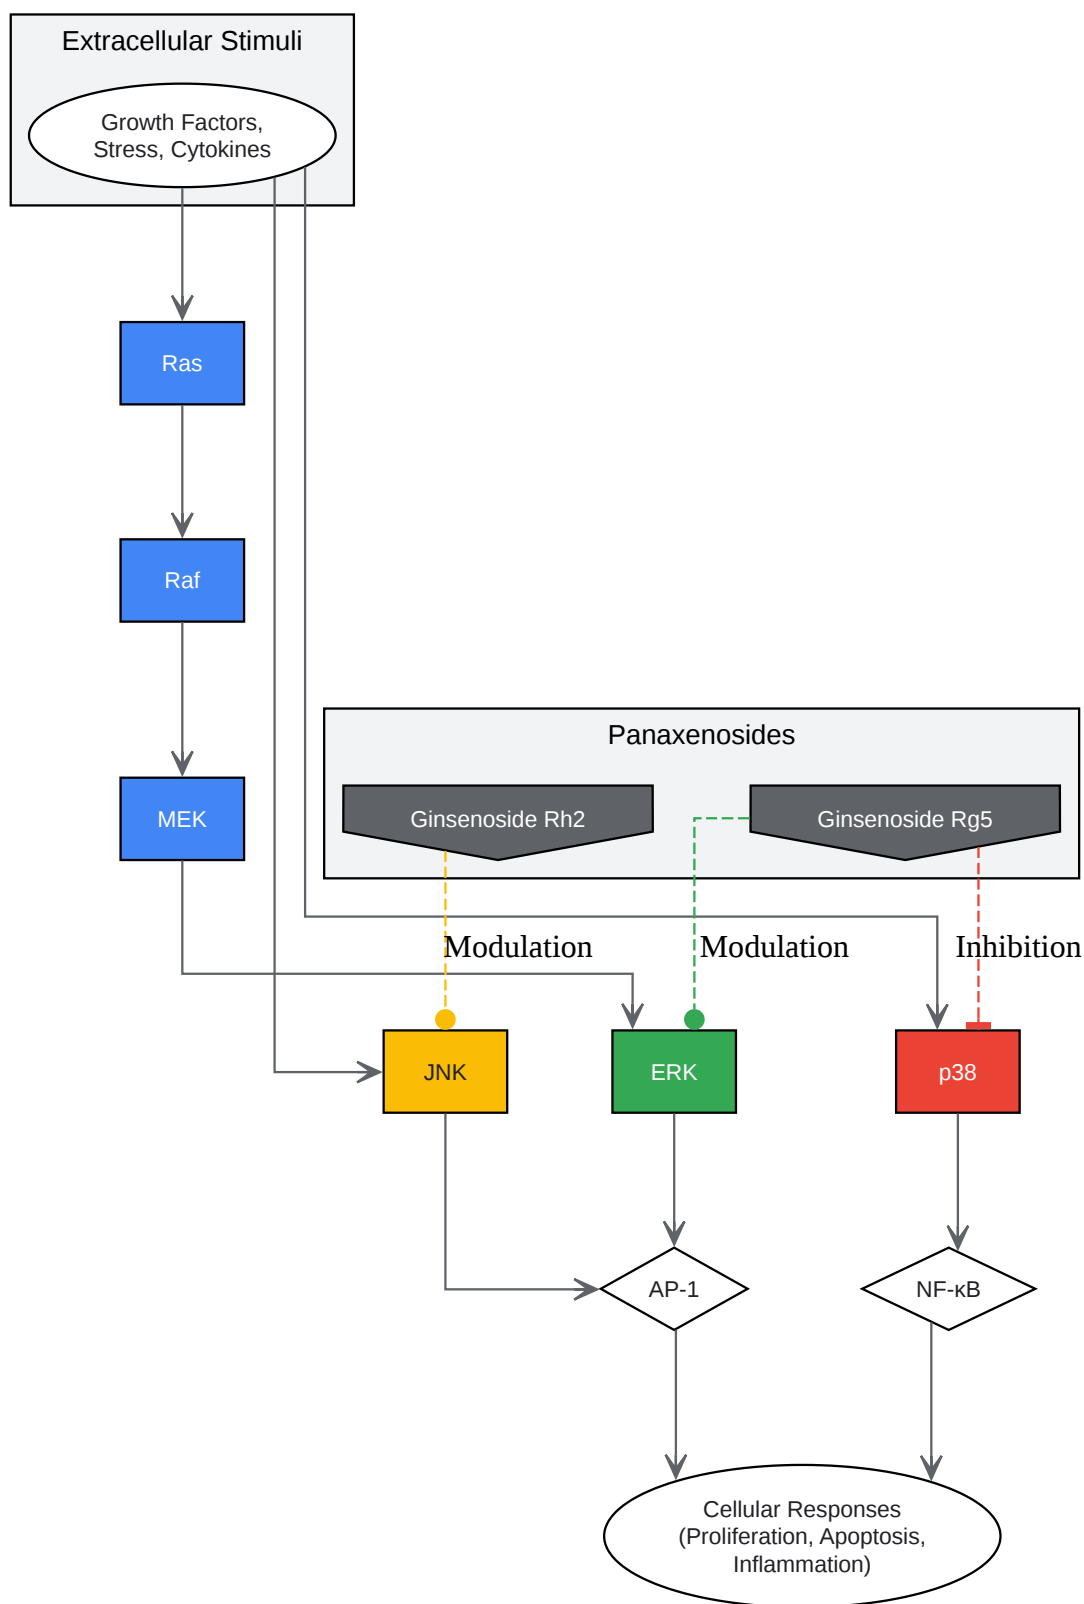 Extracellular Stimuli
Growth Factors,
Stress, Cytokines
Ras
Raf
MEK
Panaxenosides
Ginsenoside Rh2
Ginsenoside Rg5
Modulation
Modulation
Inhibition
JNK
ERK
p38
AP-1
NF-κB
Cellular Responses
(Proliferation, Apoptosis,
Inflammation)